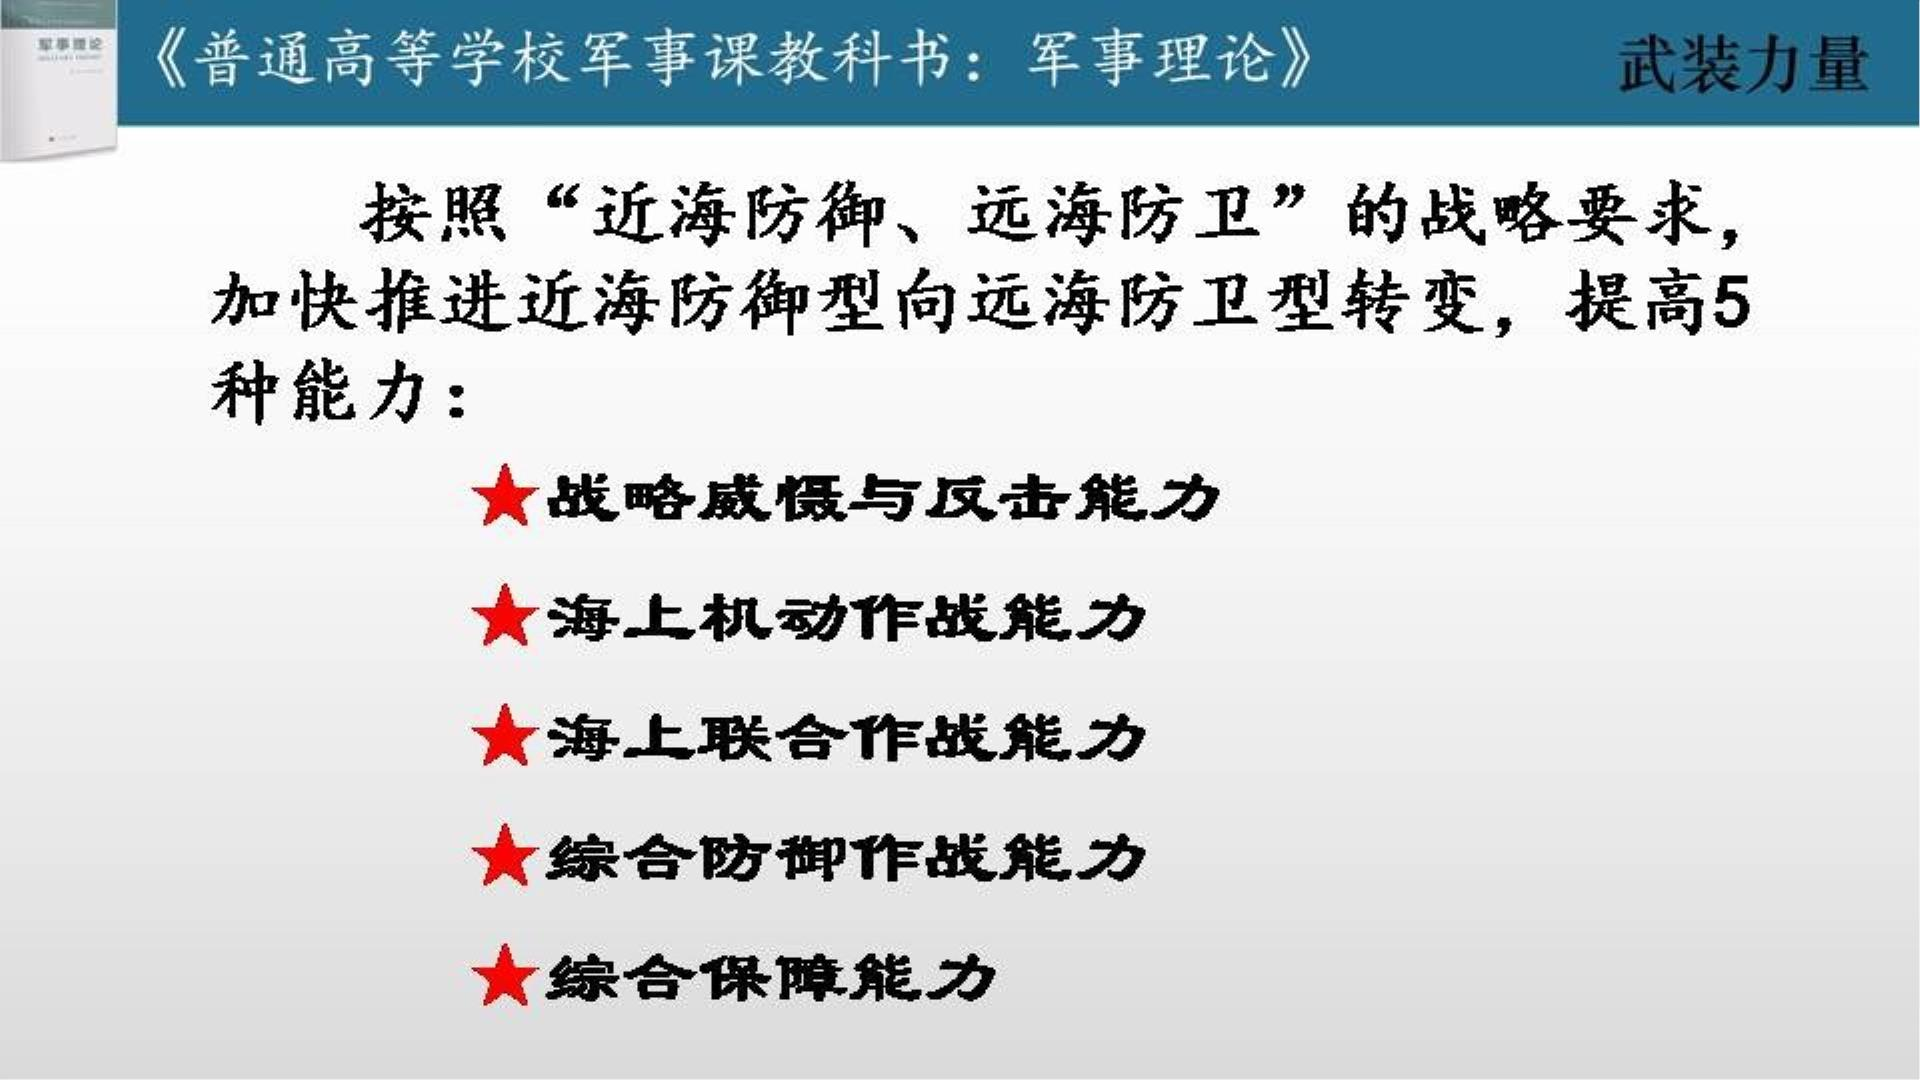 军事理论
《普通高等学校军事课教科书：军事理论》
武装力量
按照“近海防御、远海防卫”的战略要求，
加快推进近海防御型向远海防卫型转变，提高5
种能力：
★战略威慑与反击能力
★海上机动作战能力
★海上联合作战能力
★综合防御作战能力
★综合保障能力